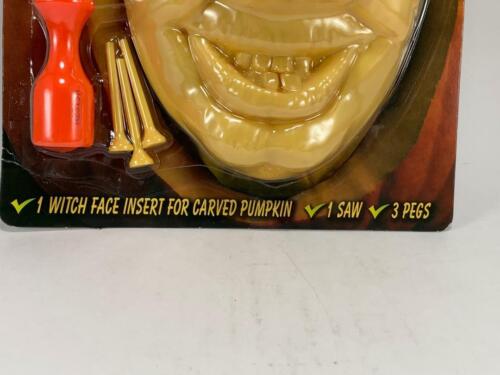 1 WITCH FACE INSERT FOR CARVED PUMPKIN 1 SAW 3 PEGS